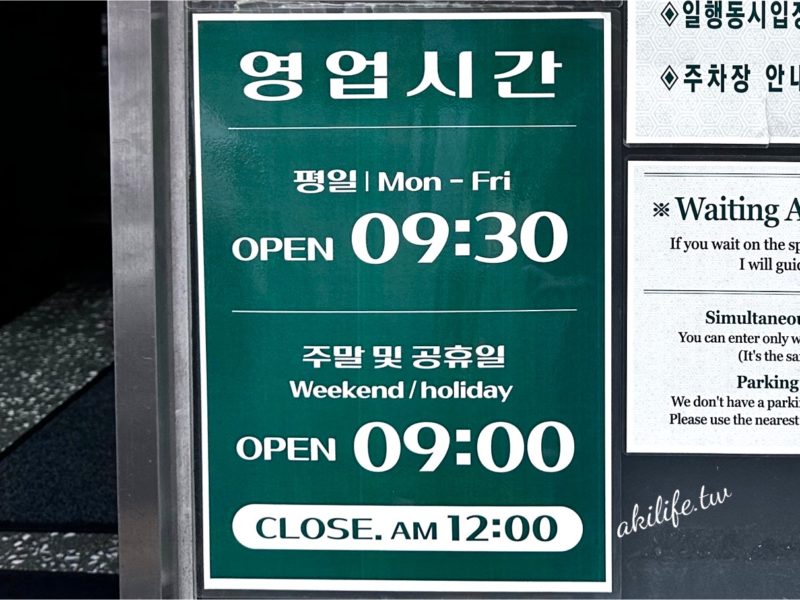 영업시간
평일 | Mon - Fri
OPEN 09:30
주말 및 공휴일
Weekend / holiday
OPEN 09:00
CLOSE. AM 12:00
◈일행동시입장
◈주차장 안내
※ Waiting A
If you wait on the sp
I will guid
Simultaneou
You can enter only w
(It's the sa
Parking
We don't have a parki
Please use the nearest
akilife.tw